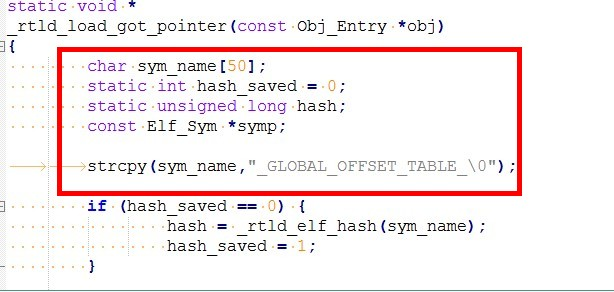 static void *
_rtld_load_got_pointer(const Obj_Entry *obj)
{
char sym_name[50];
static int hash_saved = 0;
static unsigned long hash;
const Elf_Sym *symp;
strcpy(sym_name,"_GLOBAL_OFFSET_TABLE_\0");
if (hash_saved == 0) {
hash = _rtld_elf_hash(sym_name);
hash_saved = 1;
}